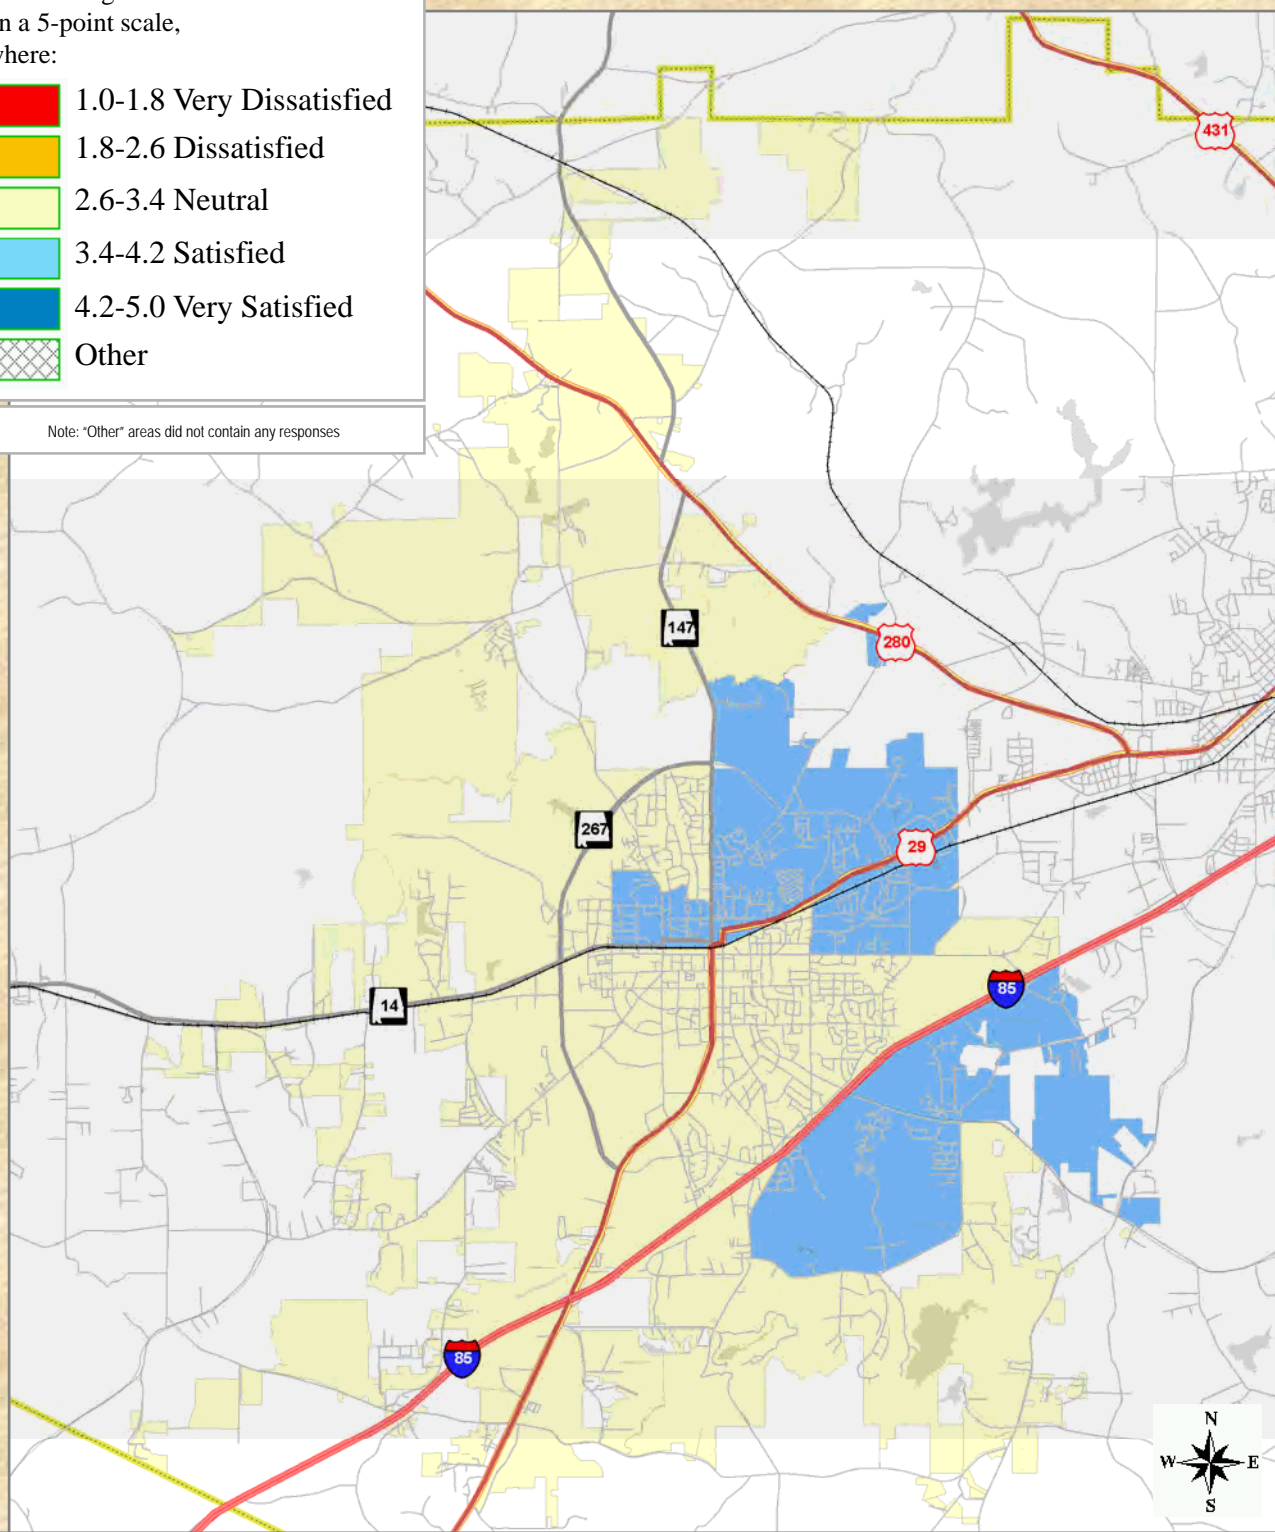 n a 5-point scale,
where:
1.0-1.8 Very Dissatisfied
1.8-2.6 Dissatisfied
2.6-3.4 Neutral
3.4-4.2 Satisfied
4.2-5.0 Very Satisfied
Other
Note: "Other" areas did not contain any responses
431
147
280
267
29
85
14
85
N
W E
S